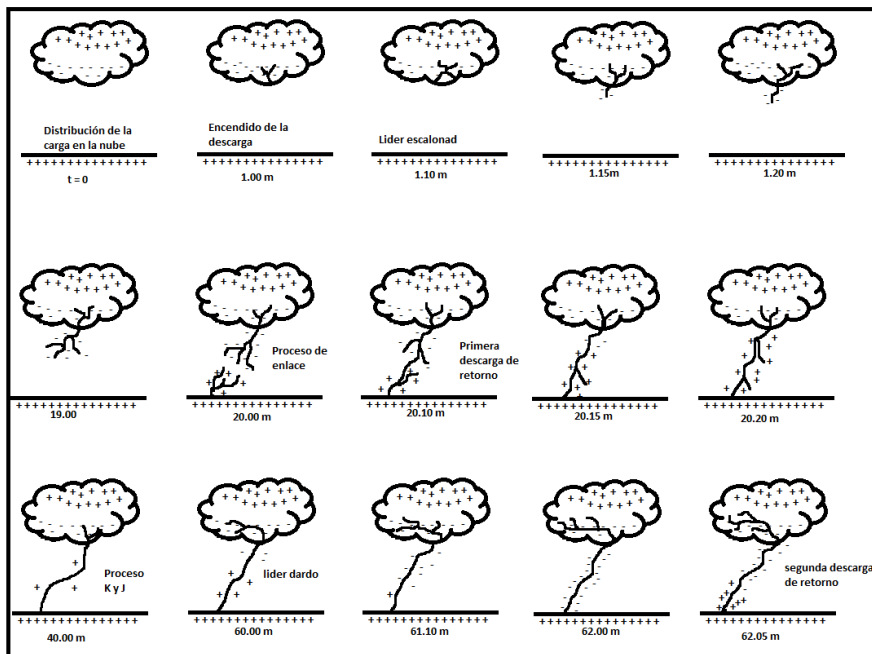 Distribución de la
carga en la nube
t = 0
Encendido de la
descarga
1.00 m
Lider escalonad
1.10 m
1.15m
1.20 m
19.00
Proceso de
enlace
20.00 m
Primera
descarga de
retorno
20.10 m
20.15 m
20.20 m
Proceso
K y J
40.00 m
lider dardo
60.00 m
61.10 m
62.00 m
segunda descarga
de retorno
62.05 m